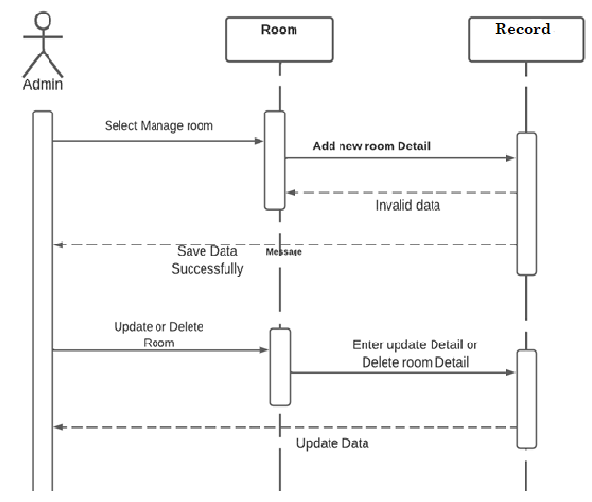 Room
Record
Admin
Select Manage room
Add new room Detail
Invalid data
Save Data
Successfully
Message
Update or Delete
Room
Enter update Detail or
Delete room Detail
Update Data